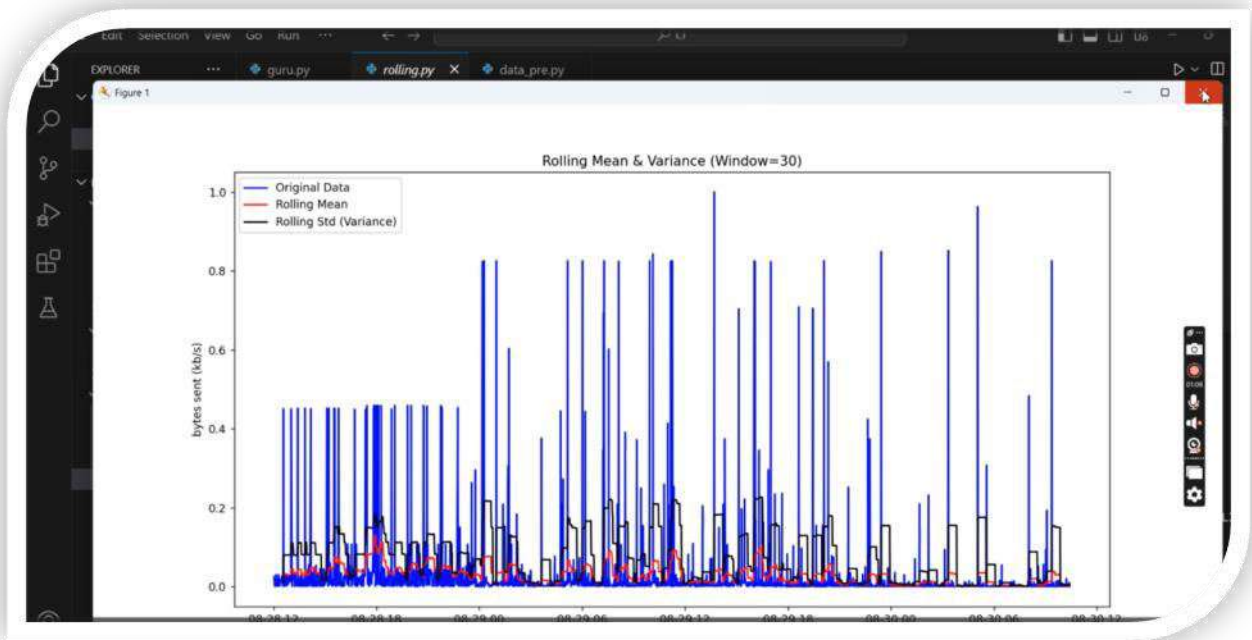 Edit Selection View Go Run ···
EXPLORER ··· guru.py rolling.py data_pre.py
Figure 1
Rolling Mean & Variance (Window=30)
Original Data
Rolling Mean
Rolling Std (Variance)
bytes sent (kb/s)
1.0
0.8
0.6
0.4
0.2
0.0
08-28 12 08-28 18 08-29 00 08-29 06 08-29 12 08-29 18 08-30 00 08-30 06 08-30 12